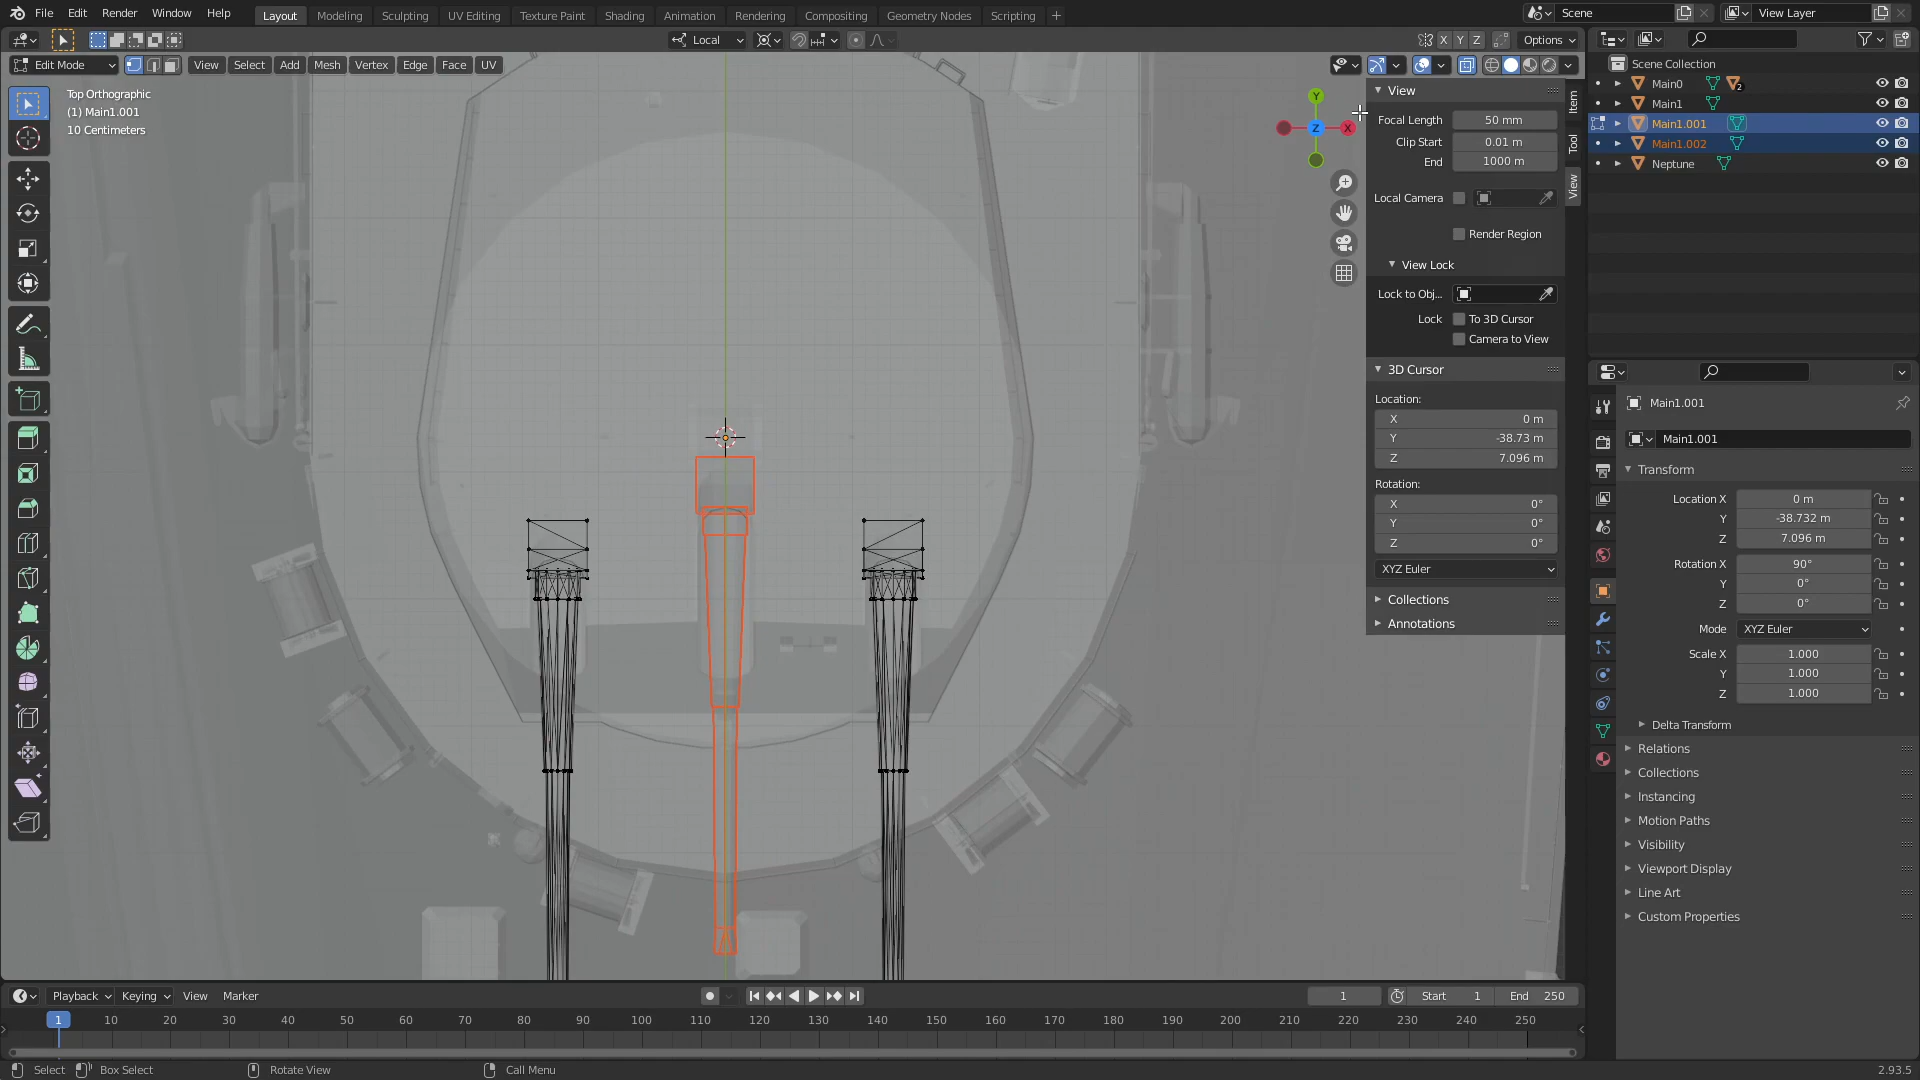 File Edit Render Window Help Layout Modeling Sculpting UV Editing Texture Paint Shading Animation Rendering Compositing Geometry Nodes Scripting + Scene View Layer
Local X Y Z Options
Edit Mode View Select Add Mesh Vertex Edge Face UV
Top Orthographic
(1) Main1.001
10 Centimeters
Y
X
Z
View
Focal Length 50 mm
Clip Start 0.01 m
End 1000 m
Local Camera
Render Region
View Lock
Lock to Obj...
Lock To 3D Cursor
Camera to View
3D Cursor
Location:
X 0 m
Y -38.73 m
Z 7.096 m
Rotation:
X 0°
Y 0°
Z 0°
XYZ Euler
Collections
Annotations
Item
Tool
View
Scene Collection
Main0 2
Main1
Main1.001
Main1.002
Neptune
Main1.001
Main1.001
Transform
Location X 0 m
Y -38.732 m
Z 7.096 m
Rotation X 90°
Y 0°
Z 0°
Mode XYZ Euler
Scale X 1.000
Y 1.000
Z 1.000
Delta Transform
Relations
Collections
Instancing
Motion Paths
Visibility
Viewport Display
Line Art
Custom Properties
Playback Keying View Marker 1 Start 1 End 250
1 10 20 30 40 50 60 70 80 90 100 110 120 130 140 150 160 170 180 190 200 210 220 230 240 250
Select Box Select Rotate View Call Menu 2.93.5